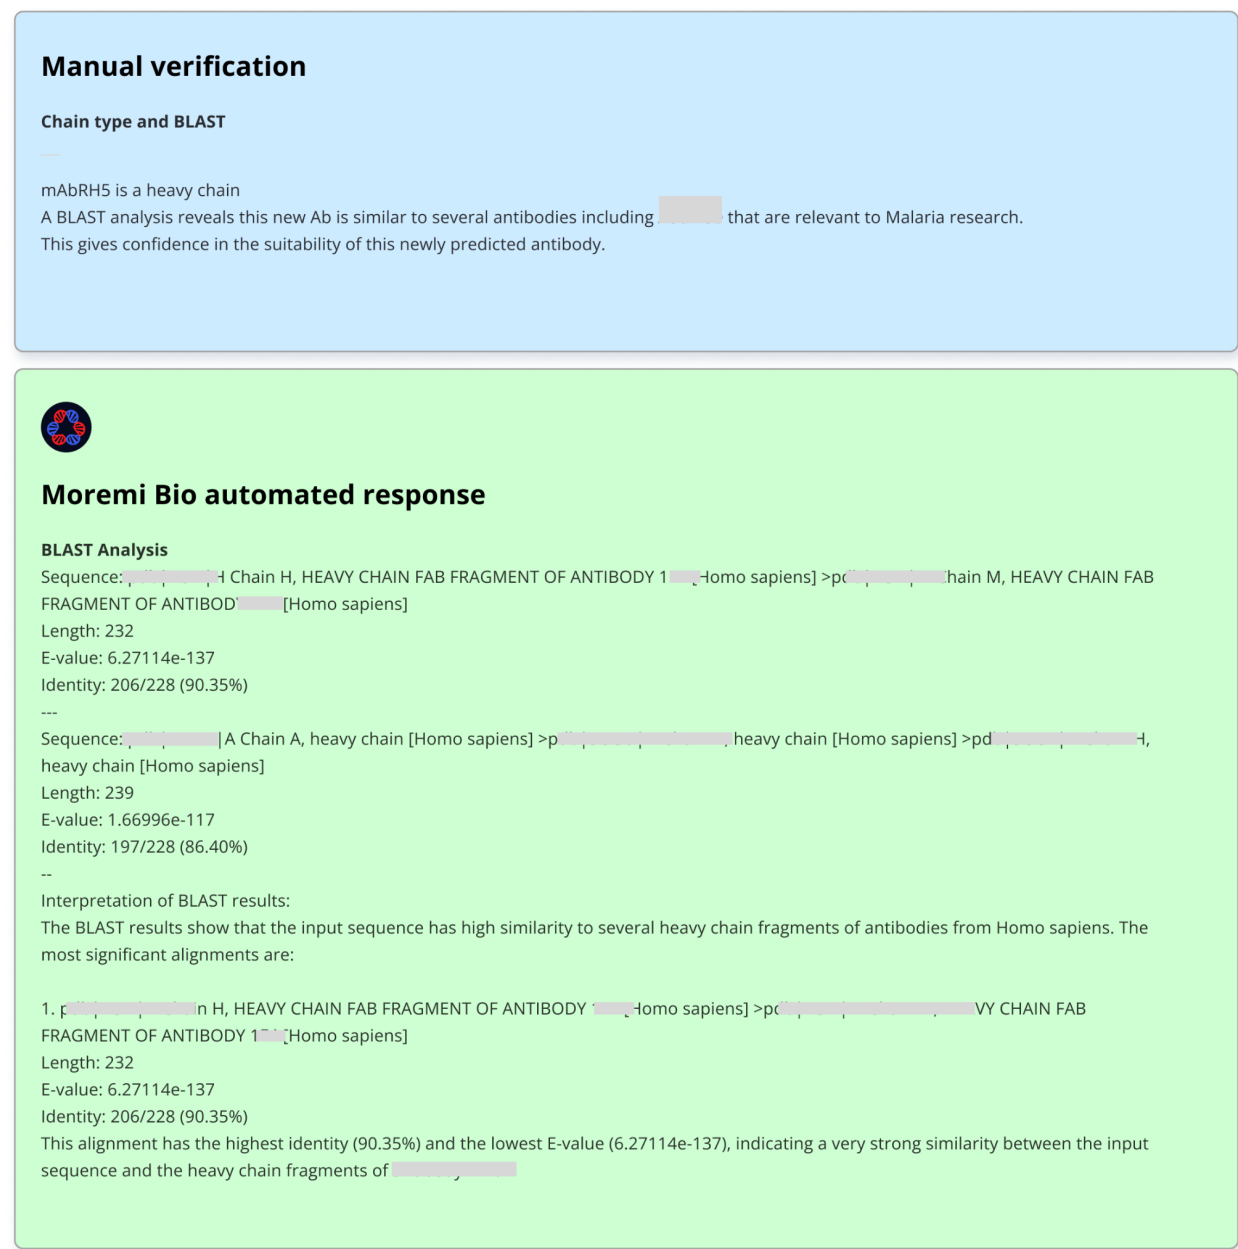 Manual verification
Chain type and BLAST
mAbRH5 is a heavy chain
A BLAST analysis reveals this new Ab is similar to several antibodies including that are relevant to Malaria research.
This gives confidence in the suitability of this newly predicted antibody.
Moremi Bio automated response
BLAST Analysis
Sequence: Chain H, HEAVY CHAIN FAB FRAGMENT OF ANTIBODY [Homo sapiens] Chain M, HEAVY CHAIN FAB
FRAGMENT OF [Homo sapiens]
Length: 232
E-value: 6.27114e-137
Identity: 206/228 (90.35%)
---
Sequence: |A Chain A, heavy chain [Homo sapiens] heavy chain [Homo sapiens] H,
heavy chain [Homo sapiens]
Length: 239
E-value: 1.66996e-117
Identity: 197/228 (86.40%)
--
Interpretation of BLAST results:
The BLAST results show that the input sequence has high similarity to several heavy chain fragments of antibodies from Homo sapiens. The
most significant alignments are:
1. H, HEAVY CHAIN FAB FRAGMENT OF ANTIBODY [Homo sapiens] CHAIN FAB
FRAGMENT OF ANTIBODY [Homo sapiens]
Length: 232
E-value: 6.27114e-137
Identity: 206/228 (90.35%)
This alignment has the highest identity (90.35%) and the lowest E-value (6.27114e-137), indicating a very strong similarity between the input
sequence and the heavy chain fragments of